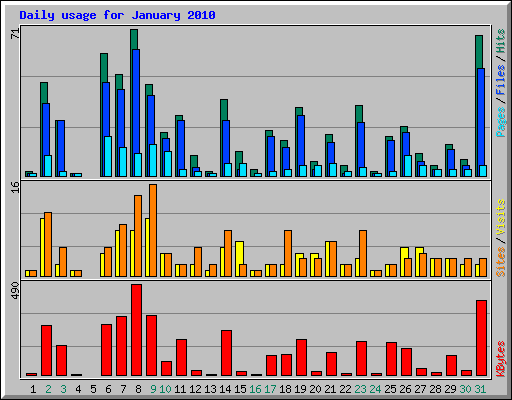 Daily usage for January 2010
71
Pages / Files / Hits
16
Sites / Visits
490
KBytes
1 2 3 4 5 6 7 8 9 10 11 12 13 14 15 16 17 18 19 20 21 22 23 24 25 26 27 28 29 30 31